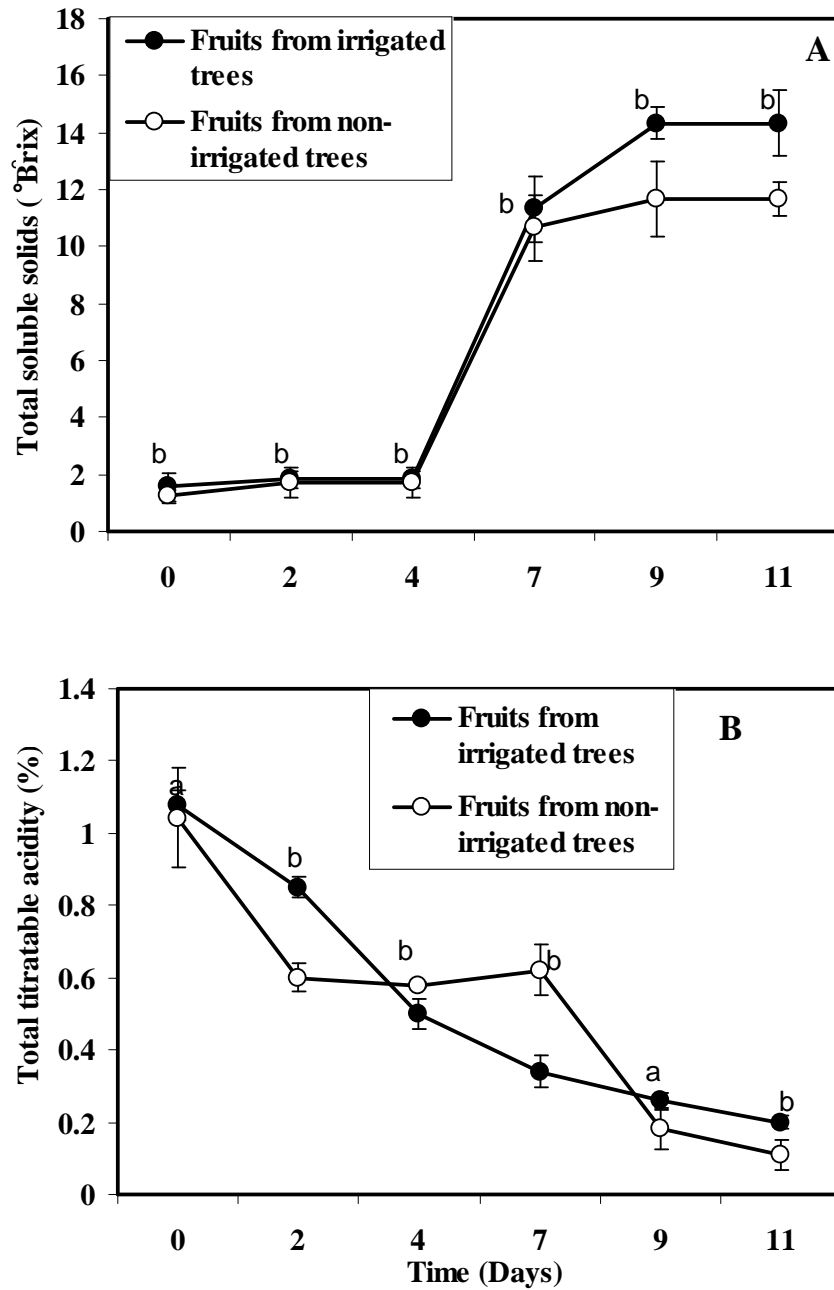 Fruits from irrigated
trees
Fruits from non-
irrigated trees
A
Total soluble solids (°Brix)
18
16
14
12
10
8
6
4
2
0
b
b
b
b
b
b
0 2 4 7 9 11
Fruits from
irrigated trees
Fruits from non-
irrigated trees
B
Total titratable acidity (%)
1.4
1.2
1
0.8
0.6
0.4
0.2
0
a
b
b
b
a
b
0 2 4 7 9 11
Time (Days)